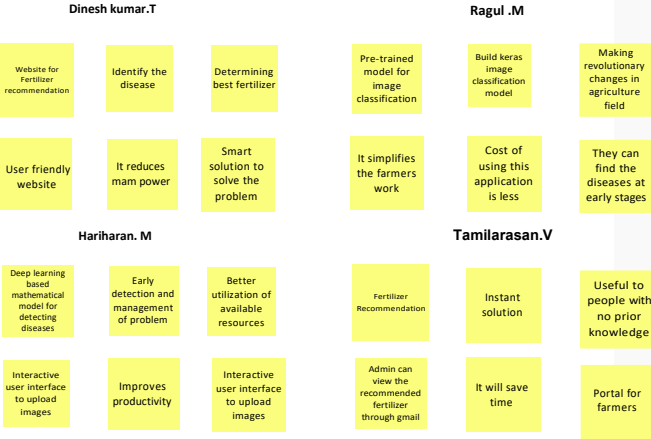 Dinesh kumar.T
Website for
Fertilizer
recommendation
Identify the
disease
Determining
best fertilizer
User friendly
website
It reduces
mam power
Smart
solution to
solve the
problem
Ragul .M
Pre-trained
model for
image
classification
Build keras
image
classification
model
Making
revolutionary
changes in
agriculture
field
It simplifies
the farmers
work
Cost of
using this
application
is less
They can
find the
diseases at
early stages
Hariharan. M
Deep learning
based
mathematical
model for
detecting
diseases
Early
detection and
management
of problem
Better
utilization of
available
resources
Interactive
user interface
to upload
images
Improves
productivity
Interactive
user interface
to upload
images
Tamilarasan.V
Fertilizer
Recommendation
Instant
solution
Useful to
people with
no prior
knowledge
Admin can
view the
recommended
fertilizer
through gmail
It will save
time
Portal for
farmers